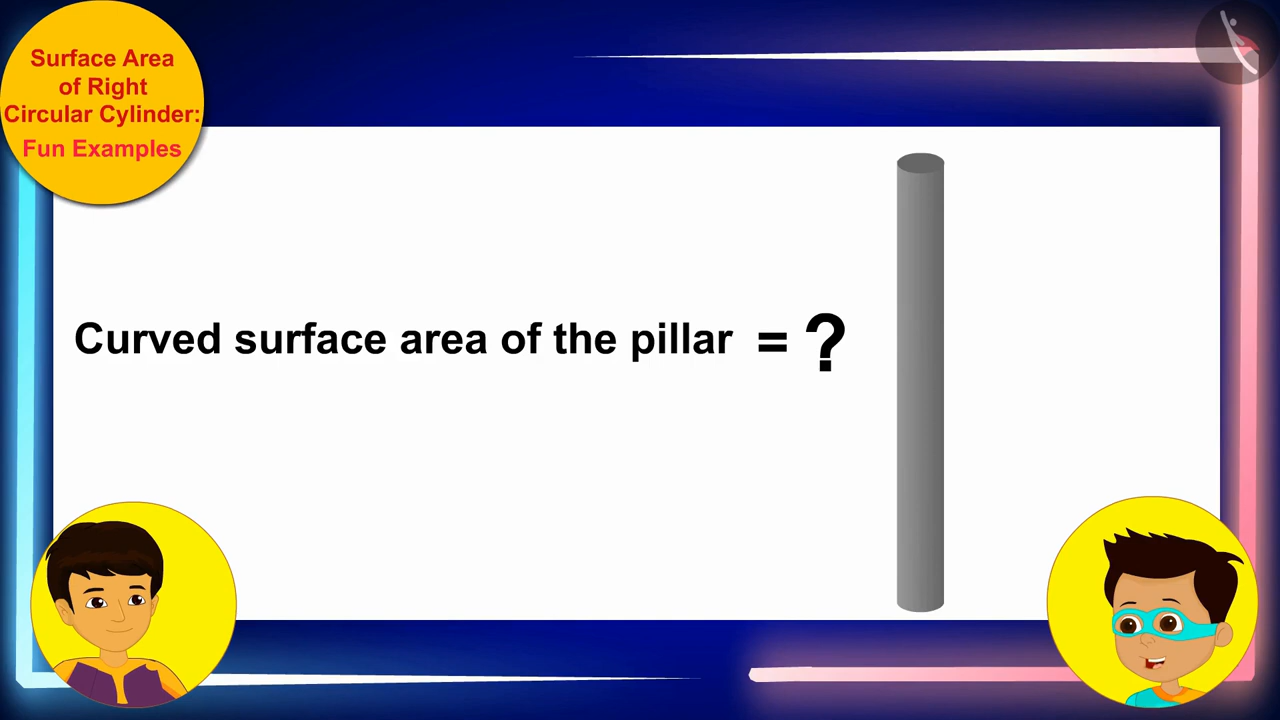 Surface Area
of Right
Circular Cylinder:
Fun Examples
Curved surface area of the pillar = ?